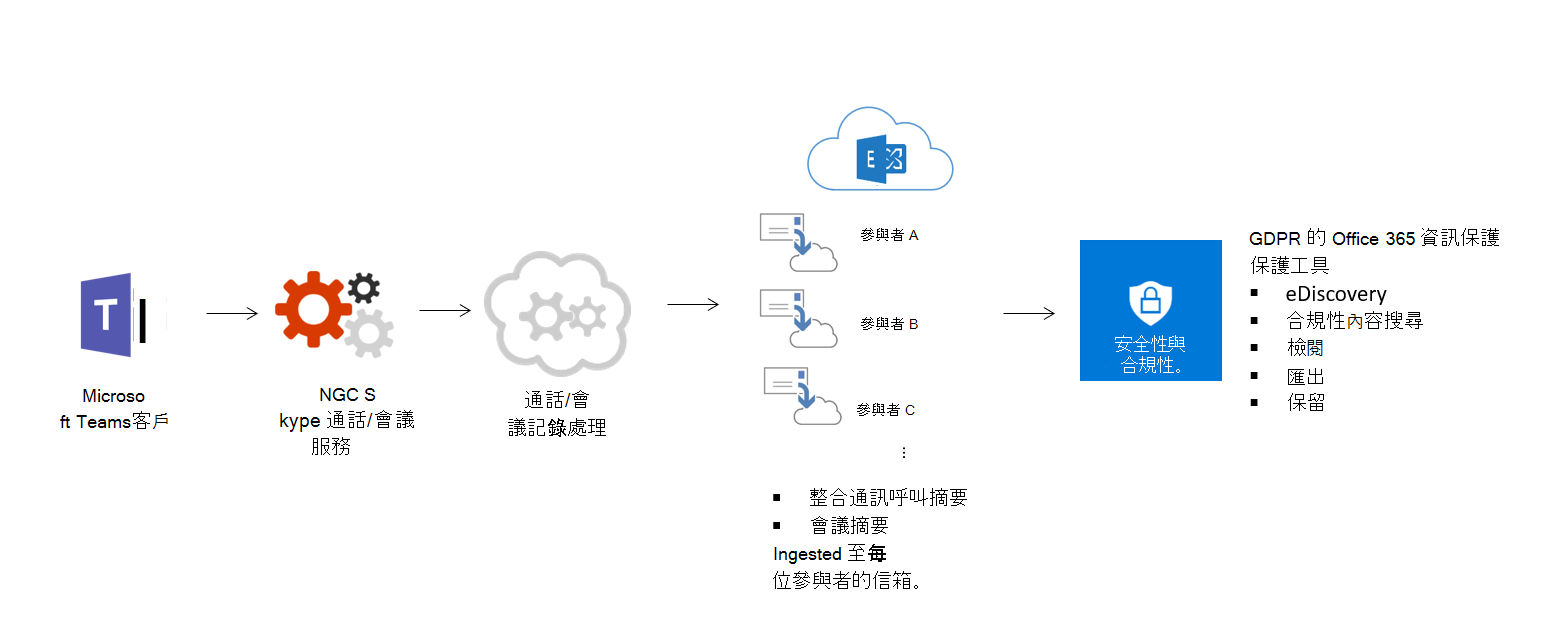 T
Microso
ft Teams客戶
NGC S
kype 通話/會議
服務
通話/會
議記錄處理
E
參與者 A
參與者 B
參與者 C
⋮
▪ 整合通訊呼叫摘要
▪ 會議摘要
Ingested 至每
位參與者的信箱。
安全性與
合規性。
GDPR 的 Office 365 資訊保護
保護工具
▪ eDiscovery
▪ 合規性內容搜尋
▪ 檢閱
▪ 匯出
▪ 保留